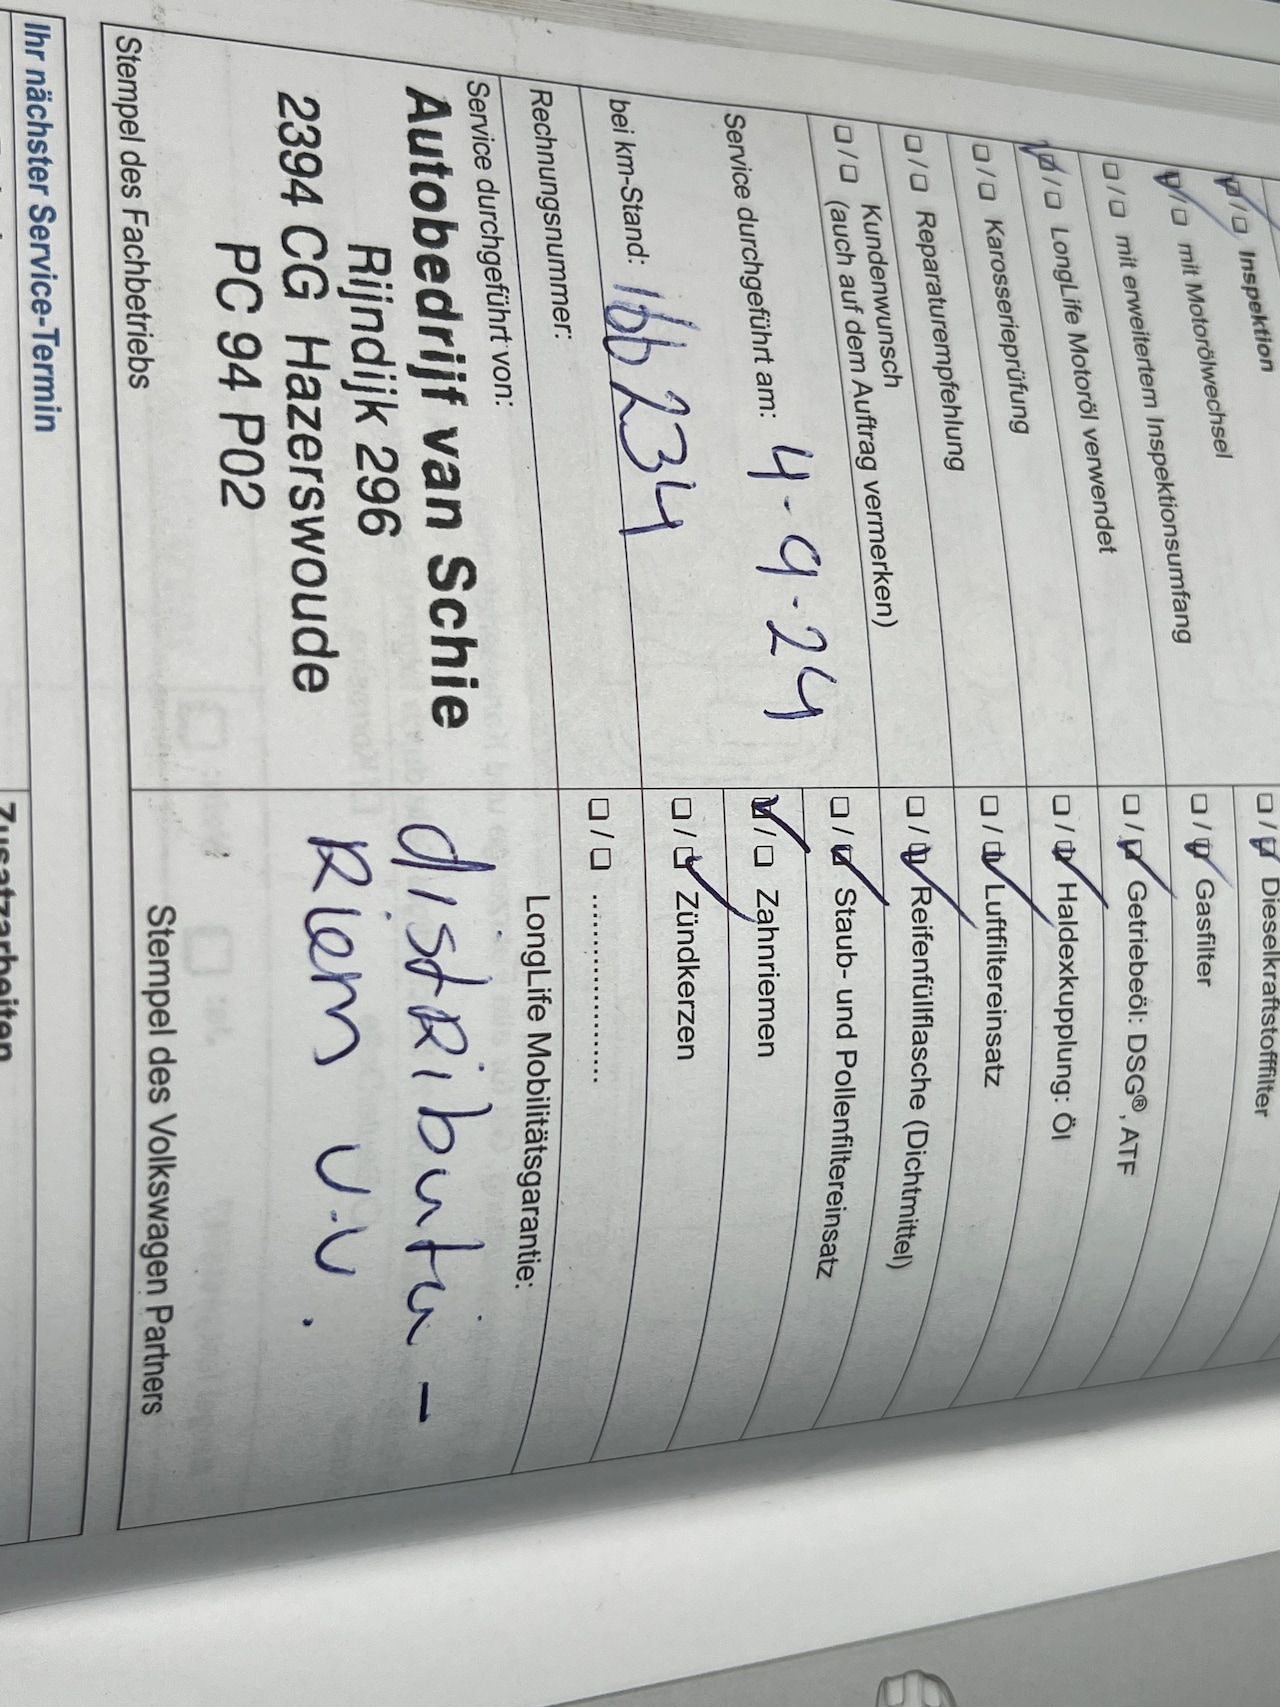 ☑/☐ Inspektion
☑/☐ mit Motorölwechsel
☐/☐ mit erweitertem Inspektionsumfang
☑/☐ LongLife Motoröl verwendet
☐/☐ Karosserieprüfung
☐/☐ Reparaturempfehlung
☐/☐ Kundenwunsch
(auch auf dem Auftrag vermerken)
Service durchgeführt am: 4-9-24
bei km-Stand: 166234
Rechnungsnummer:
Service durchgeführt von:
Autobedrijf van Schie
Rijndijk 296
2394 CG Hazerswoude
PC 94 P02
Stempel des Fachbetriebs
☐/☑ Dieselkraftstofffilter
☐/☑ Gasfilter
☐/☑ Getriebeöl: DSG®, ATF
☐/☑ Haldexkupplung: Öl
☐/☑ Luftfiltereinsatz
☐/☑ Reifenfüllflasche (Dichtmittel)
☐/☑ Staub- und Pollenfiltereinsatz
☑/☐ Zahnriemen
☐/☑ Zündkerzen
☐/☐ ....................
LongLife Mobilitätsgarantie:
distributie -
Riem v.v.
Stempel des Volkswagen Partners
Ihr nächster Service-Termin
Zusatzarbeiten